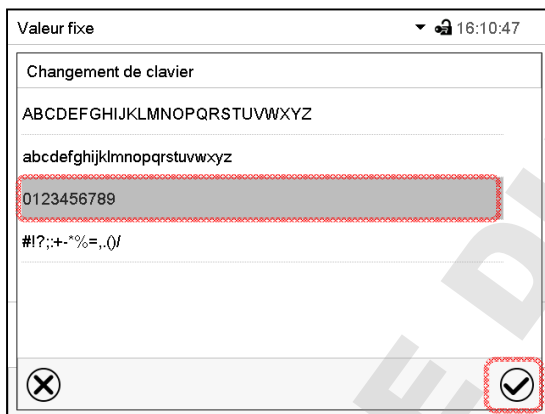 Valeur fixe 16:10:47
Changement de clavier
ABCDEFGHIJKLMNOPQRSTUVWXYZ
abcdefghijklmnopqrstuvwxyz
0123456789
#!?;:+-*%=,.()/